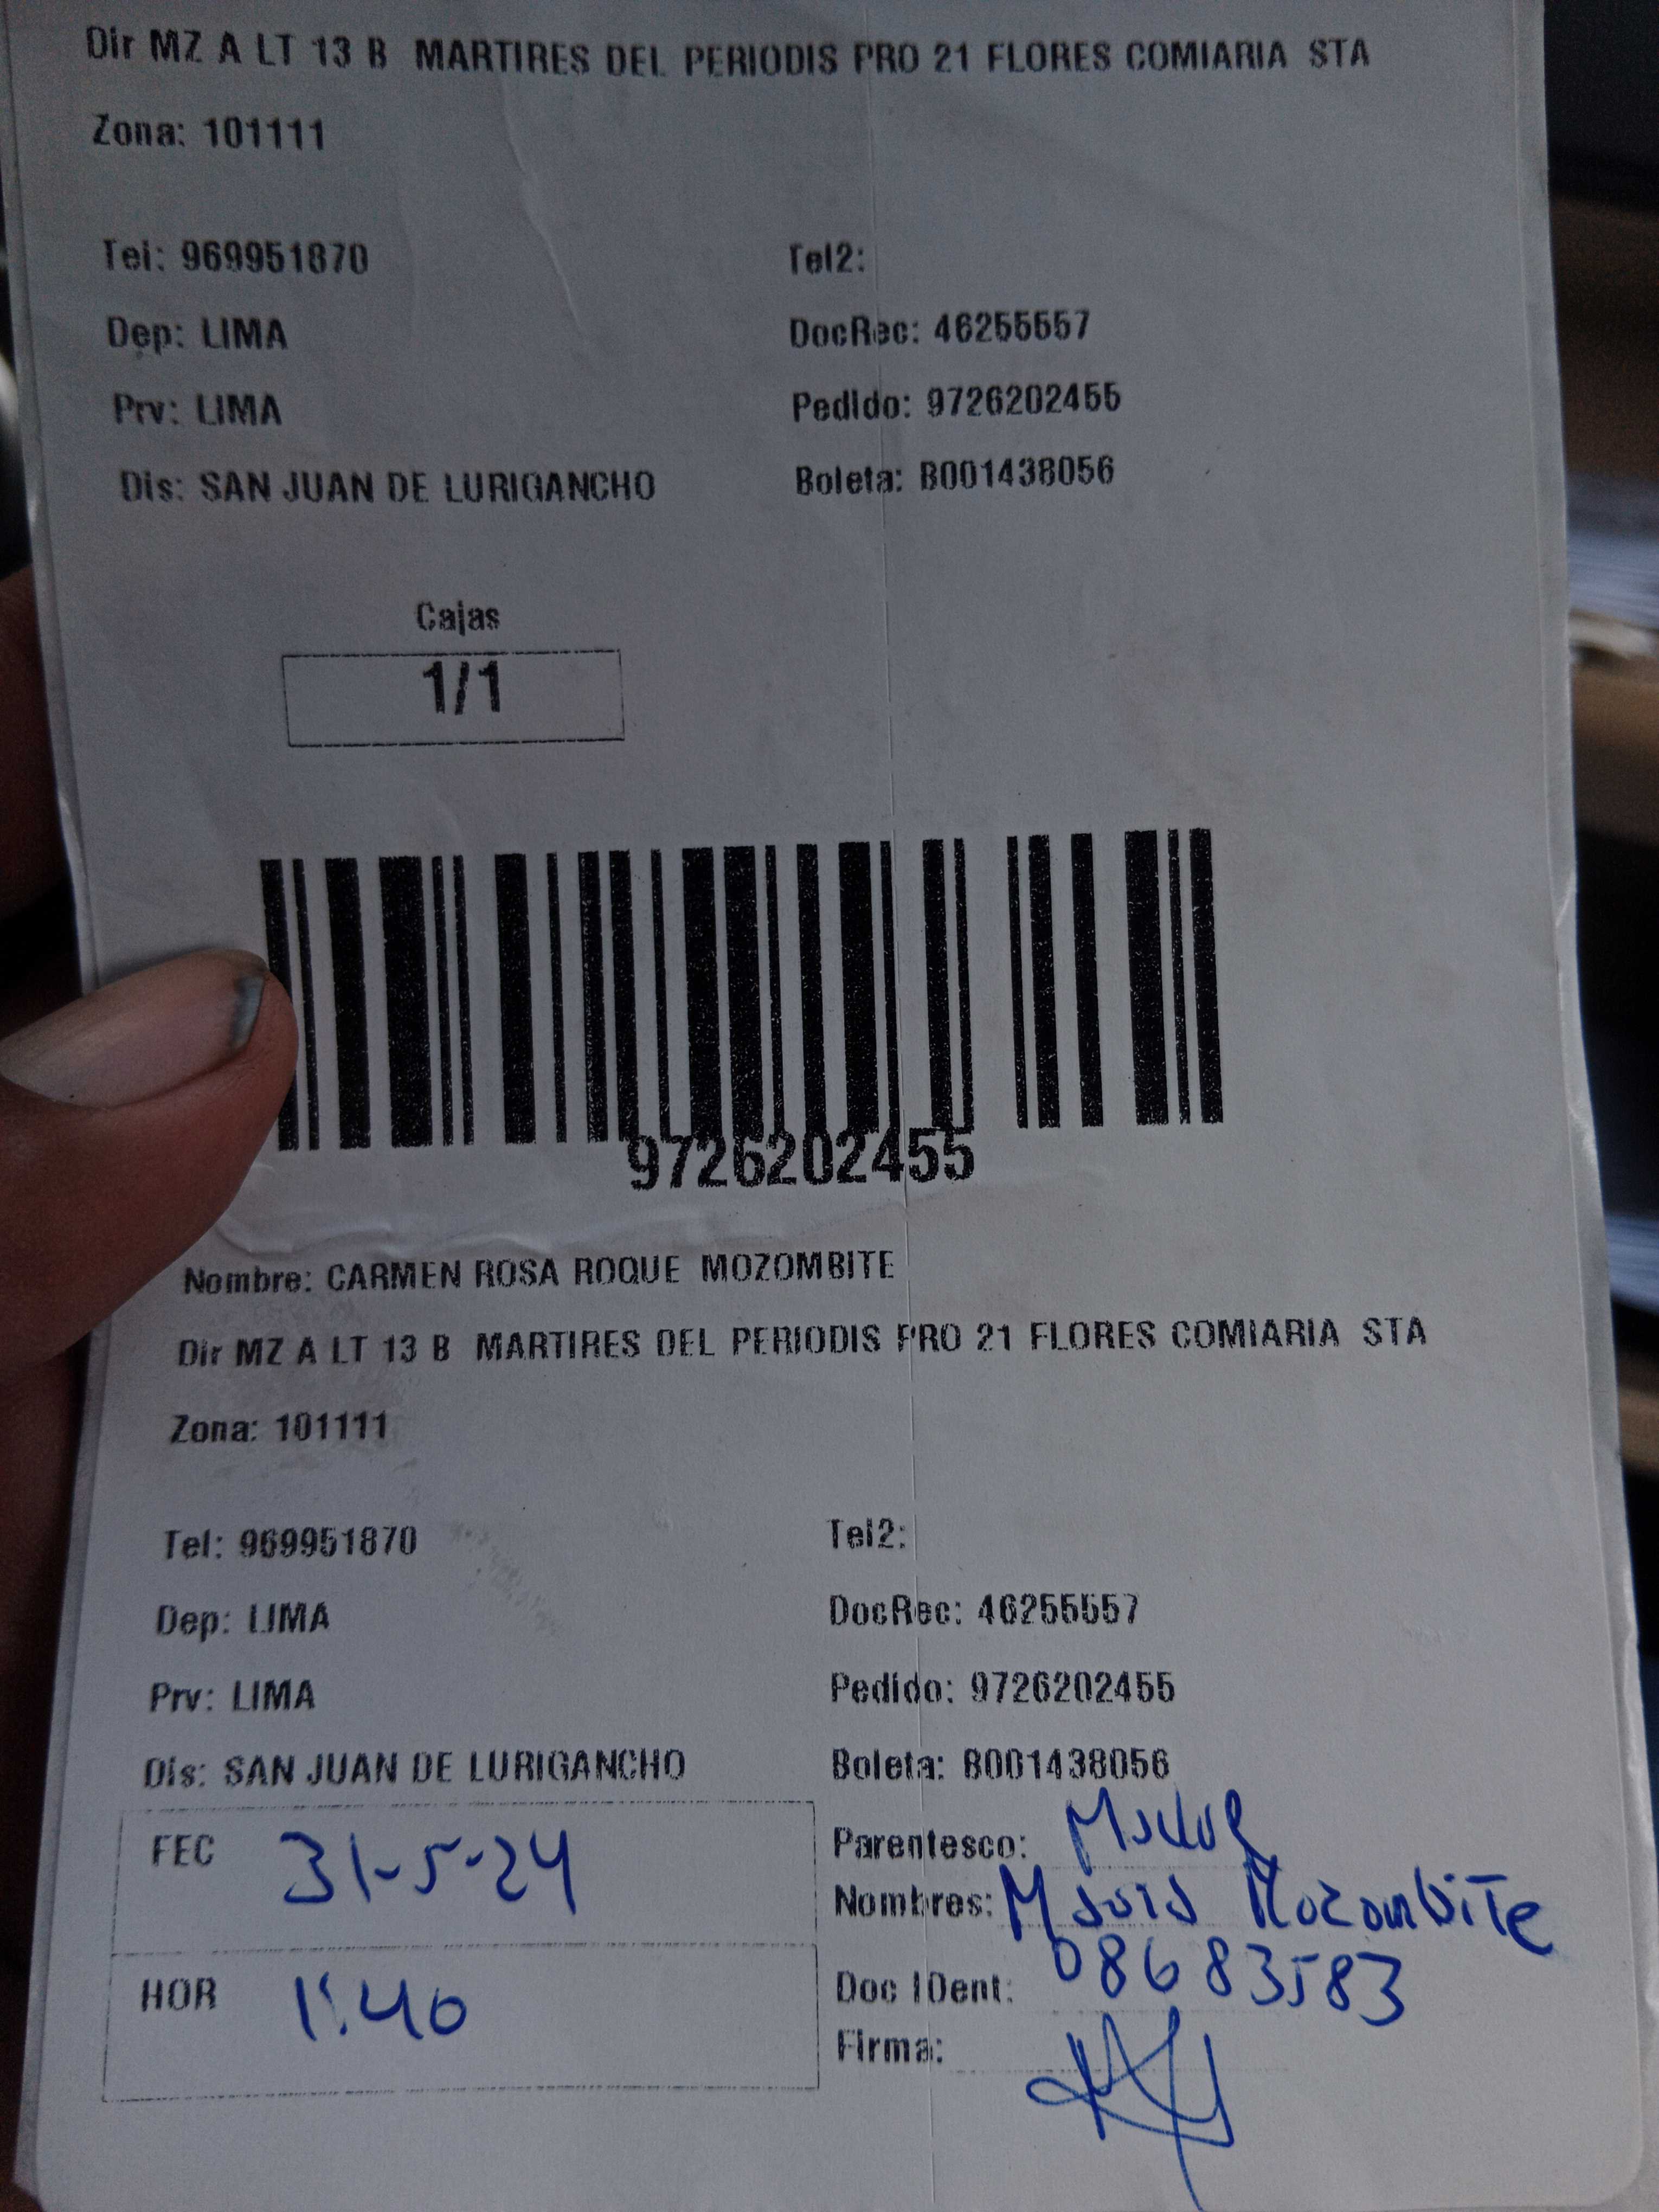 Dir MZ A LT 13 B MARTIRES DEL PERIODIS PRO 21 FLORES COMIARIA STA
Zona: 101111
Tel: 969951870 Tel2:
Dep: LIMA DocRec: 46255557
Prv: LIMA Pedido: 9726202455
Dis: SAN JUAN DE LURIGANCHO Boleta: B001438056
Cajas
1/1
9726202455
Nombre: CARMEN ROSA ROQUE MOZOMBITE
Dir MZ A LT 13 B MARTIRES DEL PERIODIS PRO 21 FLORES COMIARIA STA
Zona: 101111
Tel: 969951870 Tel2:
Dep: LIMA DocRec: 46255557
Prv: LIMA Pedido: 9726202455
Dis: SAN JUAN DE LURIGANCHO Boleta: B001438056
FEC 31-5-24
Parentesco:
Nombres: Mozombite
HOR 1:40
Doc IDent: 08683583
Firma: